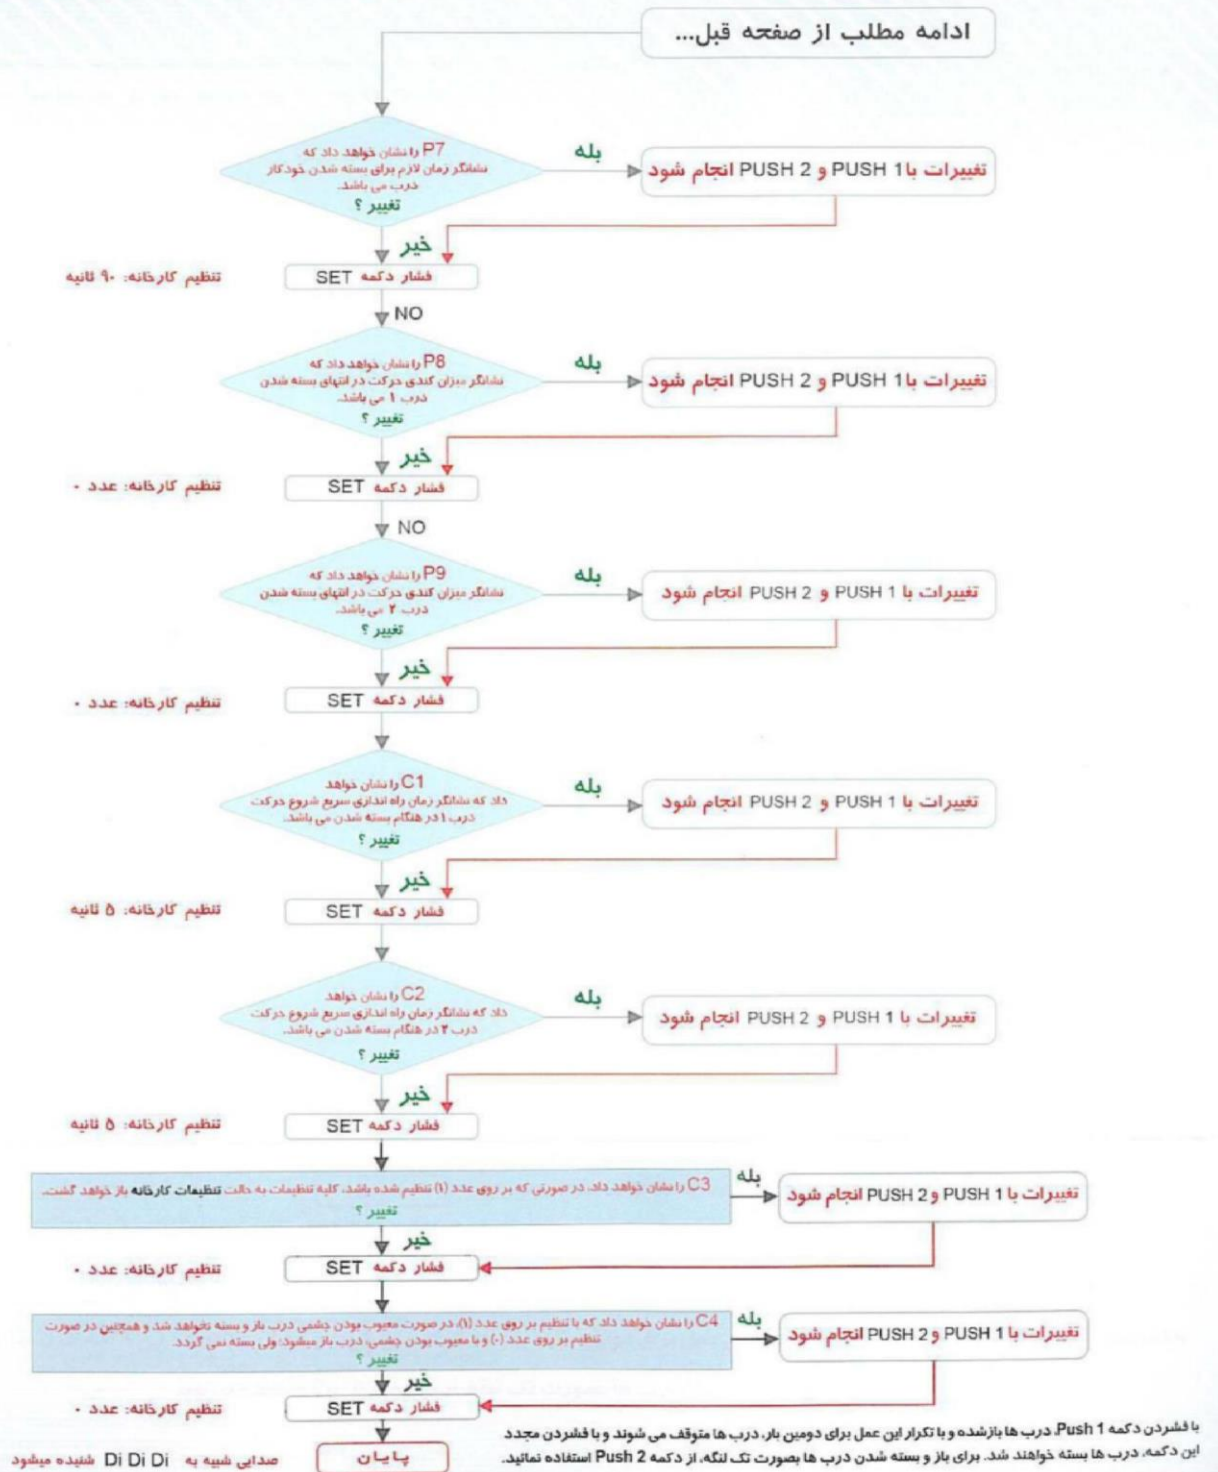 ادامه مطلب از صفحه قبل...
P7 را نشان خواهد داد که
نشانگر زمان لازم برای بسته شدن خودکار
درب می باشد.
تغییر ؟
بله
تغییرات با PUSH 1 و PUSH 2 انجام شود
خیر
فشار دکمه SET
تنظیم کارخانه: ۹۰ ثانیه
NO
P8 را نشان خواهد داد که
نشانگر میزان کندی حرکت در انتهای بسته شدن
درب ۱ می باشد.
تغییر ؟
بله
تغییرات با PUSH 1 و PUSH 2 انجام شود
خیر
فشار دکمه SET
تنظیم کارخانه: عدد ۰
NO
P9 را نشان خواهد داد که
نشانگر میزان کندی حرکت در انتهای بسته شدن
درب ۲ می باشد.
تغییر ؟
بله
تغییرات با PUSH 1 و PUSH 2 انجام شود
خیر
فشار دکمه SET
تنظیم کارخانه: عدد ۰
C1 را نشان خواهد
داد که نشانگر زمان راه اندازی سریع شروع حرکت
درب ۱ در هنگام بسته شدن می باشد.
تغییر ؟
بله
تغییرات با PUSH 1 و PUSH 2 انجام شود
خیر
فشار دکمه SET
تنظیم کارخانه: ۵ ثانیه
C2 را نشان خواهد
داد که نشانگر زمان راه اندازی سریع شروع حرکت
درب ۲ در هنگام بسته شدن می باشد.
تغییر ؟
بله
تغییرات با PUSH 1 و PUSH 2 انجام شود
خیر
فشار دکمه SET
تنظیم کارخانه: ۵ ثانیه
C3 را نشان خواهد داد، در صورتی که بر روی عدد (۱) تنظیم شده باشد، کلیه تنظیمات به حالت تنظیمات کارخانه باز خواهد گشت.
تغییر ؟
بله
تغییرات با PUSH 1 و PUSH 2 انجام شود
خیر
فشار دکمه SET
تنظیم کارخانه: عدد ۰
C4 را نشان خواهد داد که با تنظیم بر روی عدد (۱)، در صورت معیوب بودن چشمی درب باز و بسته نخواهد شد و همچنین در صورت
تنظیم بر روی عدد (۰) و با معیوب بودن چشمی، درب باز میشود؛ ولی بسته نمی گردد.
تغییر ؟
بله
تغییرات با PUSH 1 و PUSH 2 انجام شود
خیر
فشار دکمه SET
تنظیم کارخانه: عدد ۰
پایان
صدایی شبیه به Di Di Di شنیده میشود
با فشردن دکمه Push 1، درب ها بازشده و با تکرار این عمل برای دومین بار، درب ها متوقف می شوند و با فشردن مجدد
این دکمه، درب ها بسته خواهند شد. برای باز و بسته شدن درب ها بصورت تک لنگه، از دکمه Push 2 استفاده نمائید.